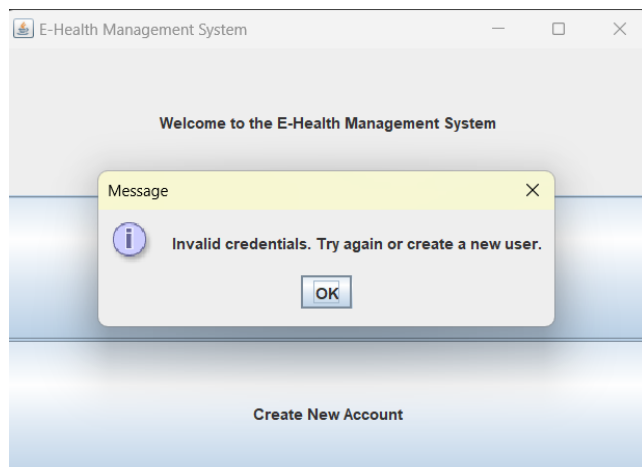 E-Health Management System
Welcome to the E-Health Management System
Message
Invalid credentials. Try again or create a new user.
OK
Create New Account